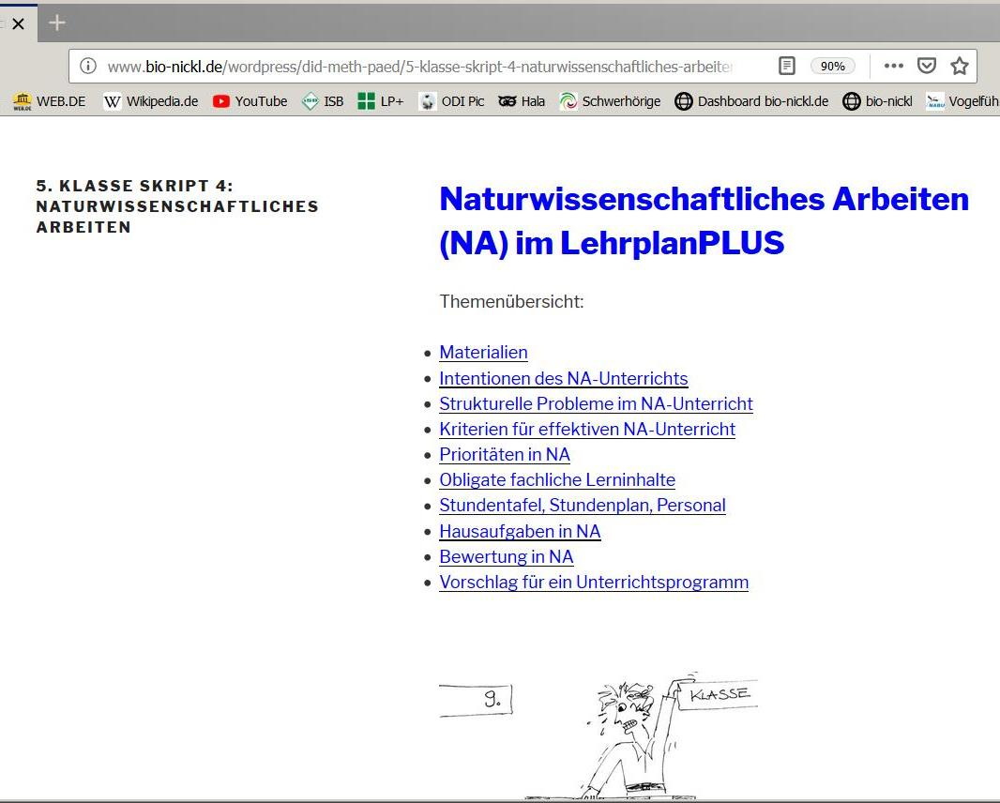 www.bio-nickl.de/wordpress/did-meth-paed/5-klasse-skript-4-naturwissenschaftliches-arbeiten
90%
WEB.DE Wikipedia.de YouTube ISB LP+ ODI Pic Hala Schwerhörige Dashboard bio-nickl.de bio-nickl Vogelfüh
5. KLASSE SKRIPT 4:
NATURWISSENSCHAFTLICHES
ARBEITEN
Naturwissenschaftliches Arbeiten
(NA) im LehrplanPLUS
Themenübersicht:
Materialien
Intentionen des NA-Unterrichts
Strukturelle Probleme im NA-Unterricht
Kriterien für effektiven NA-Unterricht
Prioritäten in NA
Obligate fachliche Lerninhalte
Stundentafel, Stundenplan, Personal
Hausaufgaben in NA
Bewertung in NA
Vorschlag für ein Unterrichtsprogramm
9.
KLASSE